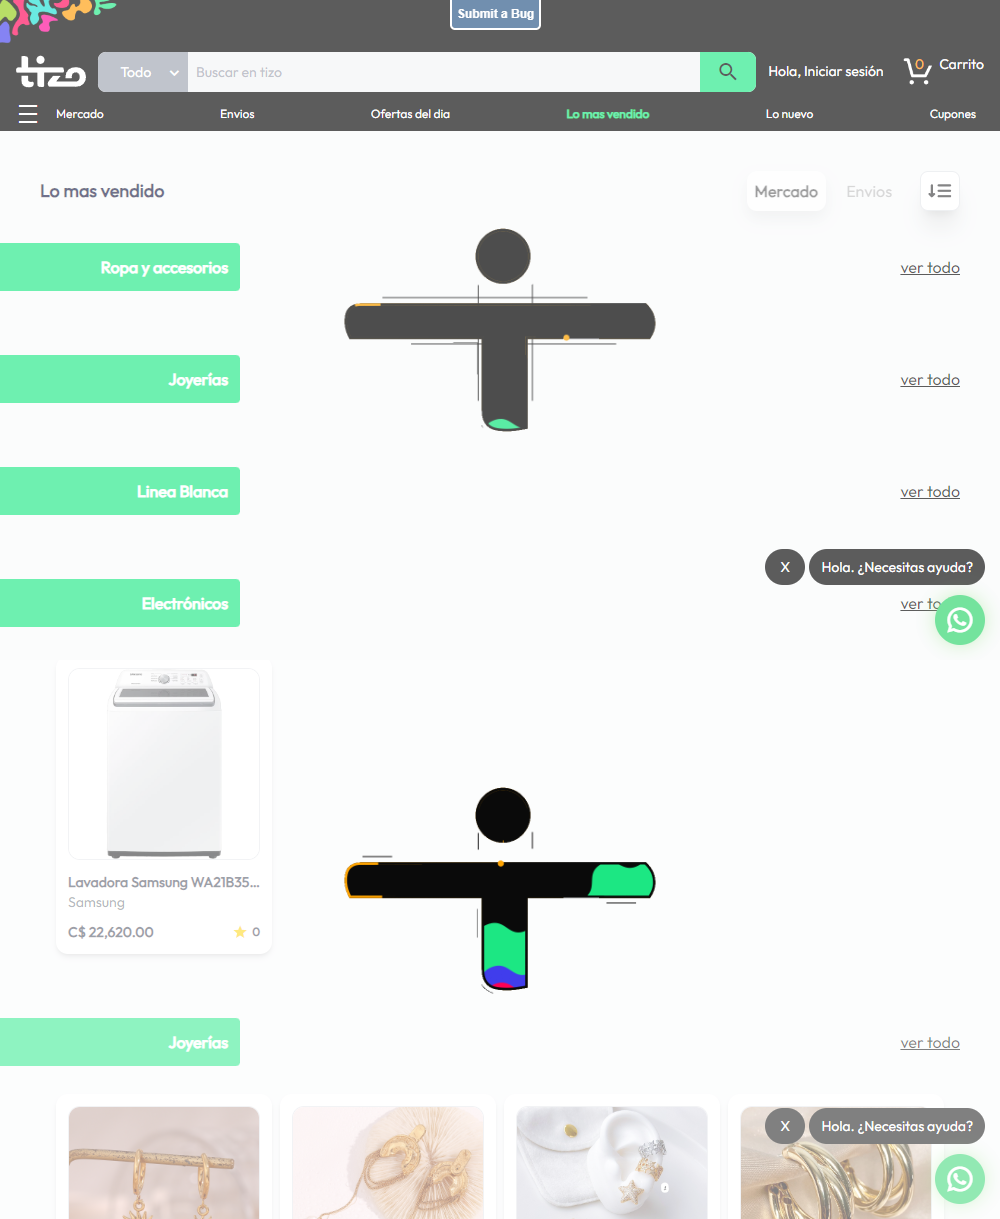 Submit a Bug
tizo
Todo
Buscar en tizo
Hola, Iniciar sesión
0
Carrito
Mercado
Envios
Ofertas del dia
Lo mas vendido
Lo nuevo
Cupones
Lo mas vendido
Mercado
Envios
Ropa y accesorios
ver todo
Joyerías
ver todo
Linea Blanca
ver todo
X
Hola. ¿Necesitas ayuda?
Electrónicos
ver to
Lavadora Samsung WA21B35...
Samsung
C$ 22,620.00
0
Joyerías
ver todo
X
Hola. ¿Necesitas ayuda?